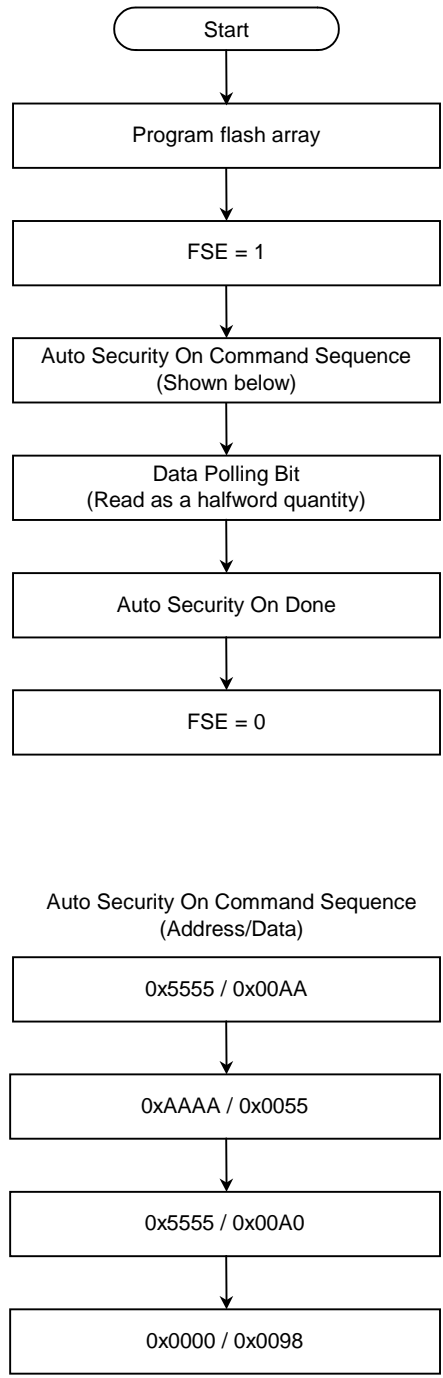 Start
Program flash array
FSE = 1
Auto Security On Command Sequence
(Shown below)
Data Polling Bit
(Read as a halfword quantity)
Auto Security On Done
FSE = 0
Auto Security On Command Sequence
(Address/Data)
0x5555 / 0x00AA
0xAAAA / 0x0055
0x5555 / 0x00A0
0x0000 / 0x0098